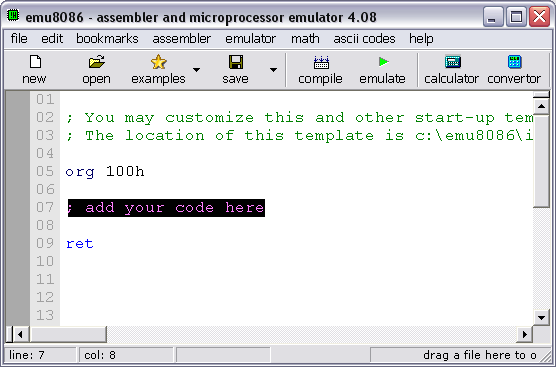 emu8086 - assembler and microprocessor emulator 4.08
file edit bookmarks assembler emulator math ascii codes help
new open examples save compile emulate calculator convertor
01
02 ; You may customize this and other start-up tem
03 ; The location of this template is c:\emu8086\i
04
05 org 100h
06
07 ; add your code here
08
09 ret
10
11
12
13
line: 7 col: 8 drag a file here to o